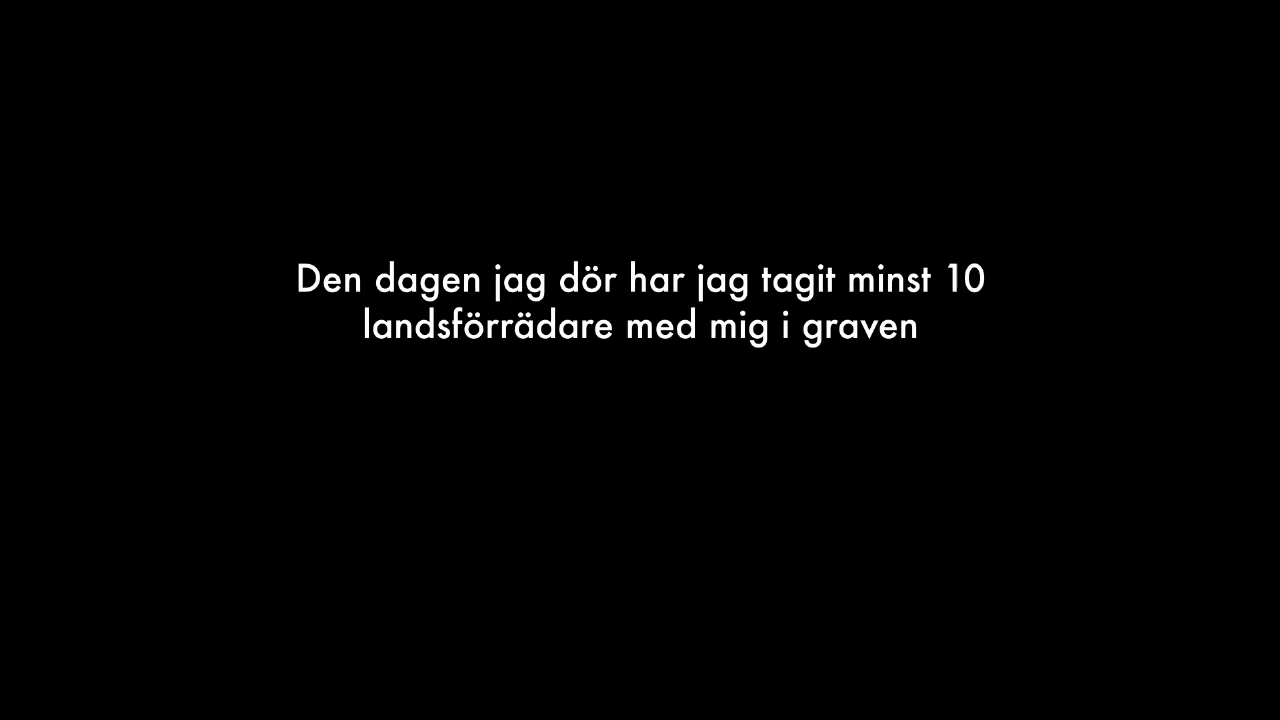 Den dagen jag dör har jag tagit minst 10
landsförrädare med mig i graven